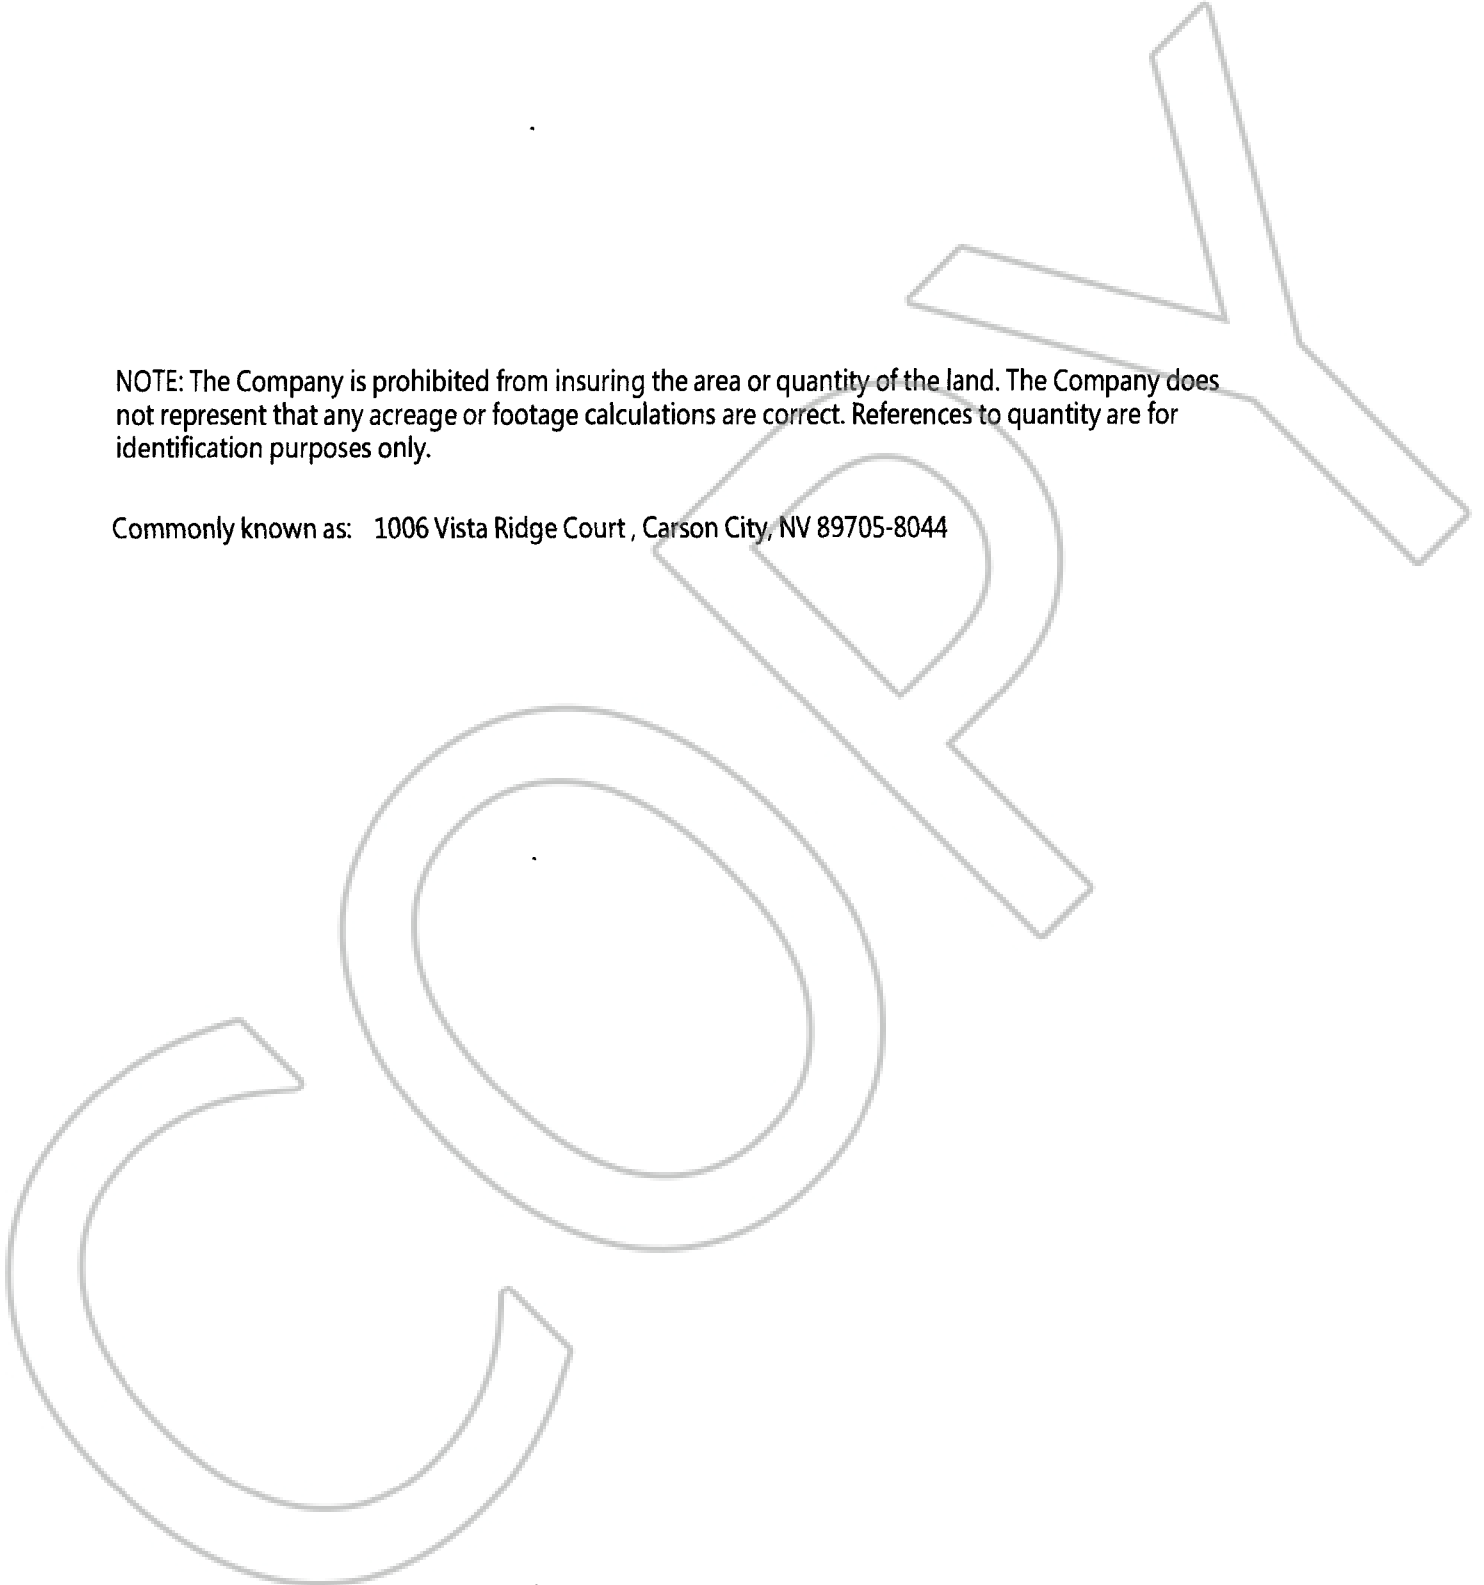 NOTE: The Company is prohibited from insuring the area or quantity of the land. The Company does
not represent that any acreage or footage calculations are correct. References to quantity are for
identification purposes only.
Commonly known as: 1006 Vista Ridge Court , Carson City, NV 89705-8044
COPY